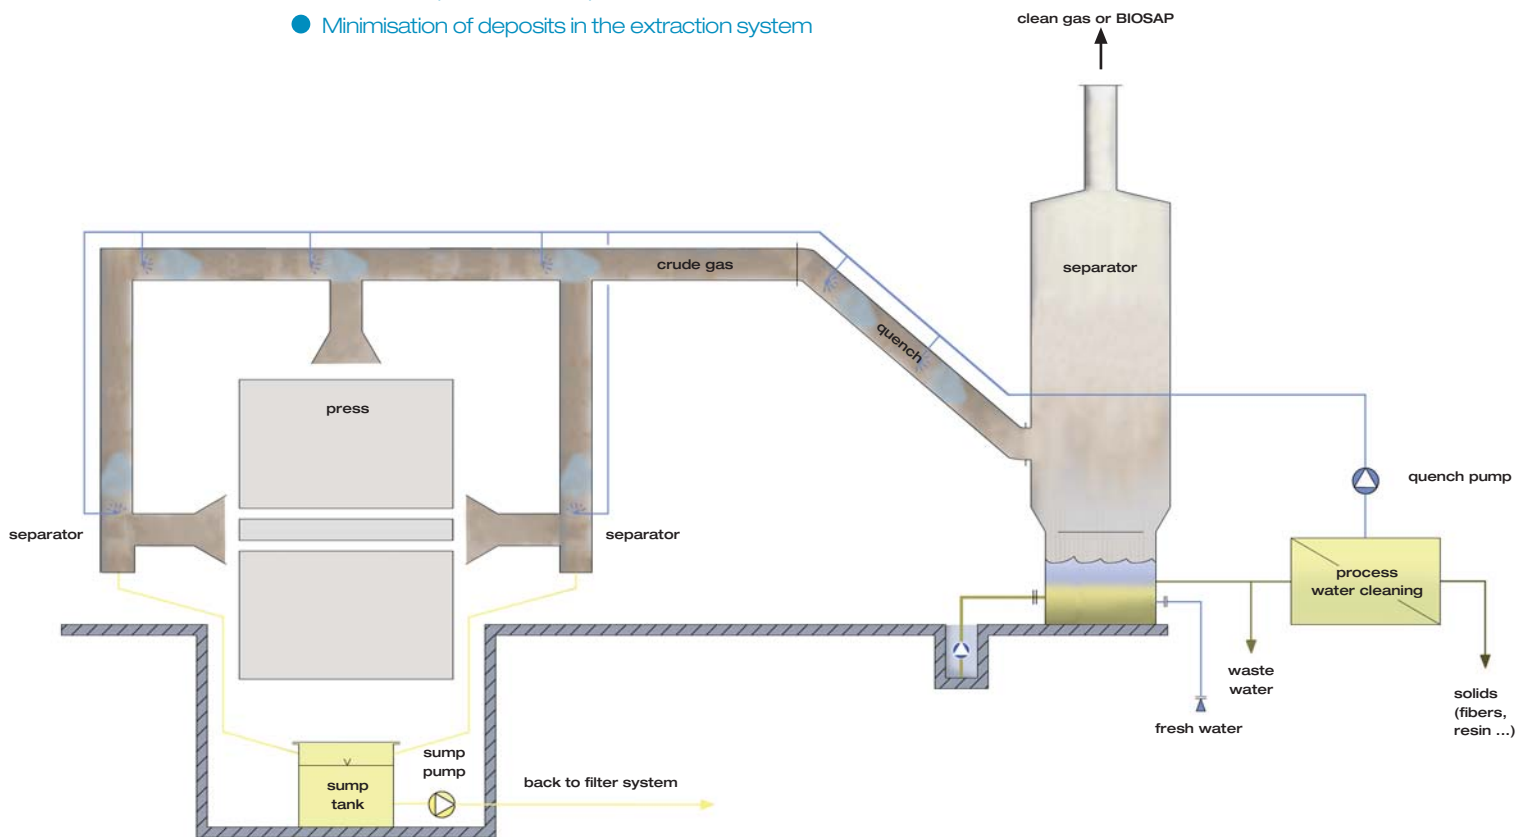 Minimisation of deposits in the extraction system
clean gas or BIOSAP
crude gas
separator
quench
press
quench pump
separator
separator
process
water cleaning
waste
water
solids
(fibers,
resin ...)
fresh water
sump
pump
back to filter system
sump
tank